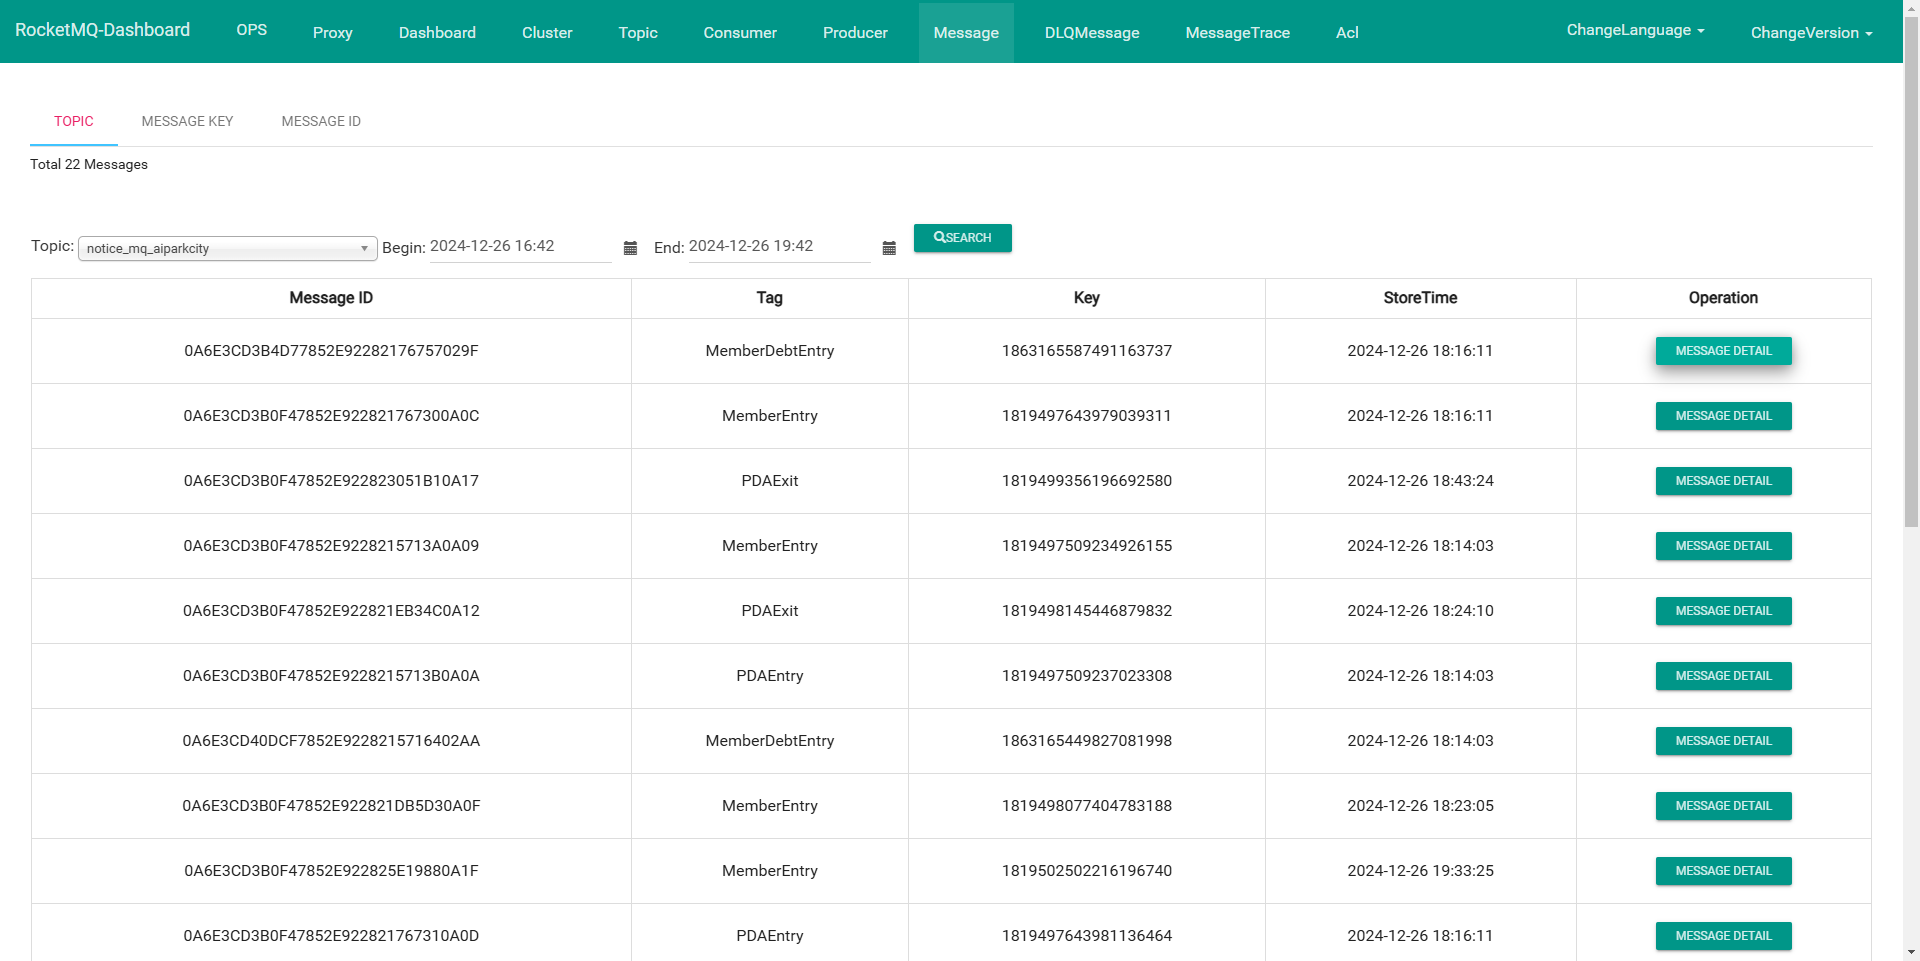 RocketMQ-Dashboard OPS Proxy Dashboard Cluster Topic Consumer Producer Message DLQMessage MessageTrace Acl ChangeLanguage ChangeVersion
TOPIC MESSAGE KEY MESSAGE ID
Total 22 Messages
Topic: notice_mq_aiparkcity Begin: 2024-12-26 16:42 End: 2024-12-26 19:42 SEARCH
Message ID Tag Key StoreTime Operation
0A6E3CD3B4D77852E92282176757029F MemberDebtEntry 1863165587491163737 2024-12-26 18:16:11 MESSAGE DETAIL
0A6E3CD3B0F47852E922821767300A0C MemberEntry 1819497643979039311 2024-12-26 18:16:11 MESSAGE DETAIL
0A6E3CD3B0F47852E922823051B10A17 PDAExit 1819499356196692580 2024-12-26 18:43:24 MESSAGE DETAIL
0A6E3CD3B0F47852E9228215713A0A09 MemberEntry 1819497509234926155 2024-12-26 18:14:03 MESSAGE DETAIL
0A6E3CD3B0F47852E922821EB34C0A12 PDAExit 1819498145446879832 2024-12-26 18:24:10 MESSAGE DETAIL
0A6E3CD3B0F47852E9228215713B0A0A PDAEntry 1819497509237023308 2024-12-26 18:14:03 MESSAGE DETAIL
0A6E3CD40DCF7852E9228215716402AA MemberDebtEntry 1863165449827081998 2024-12-26 18:14:03 MESSAGE DETAIL
0A6E3CD3B0F47852E922821DB5D30A0F MemberEntry 1819498077404783188 2024-12-26 18:23:05 MESSAGE DETAIL
0A6E3CD3B0F47852E922825E19880A1F MemberEntry 1819502502216196740 2024-12-26 19:33:25 MESSAGE DETAIL
0A6E3CD3B0F47852E922821767310A0D PDAEntry 1819497643981136464 2024-12-26 18:16:11 MESSAGE DETAIL